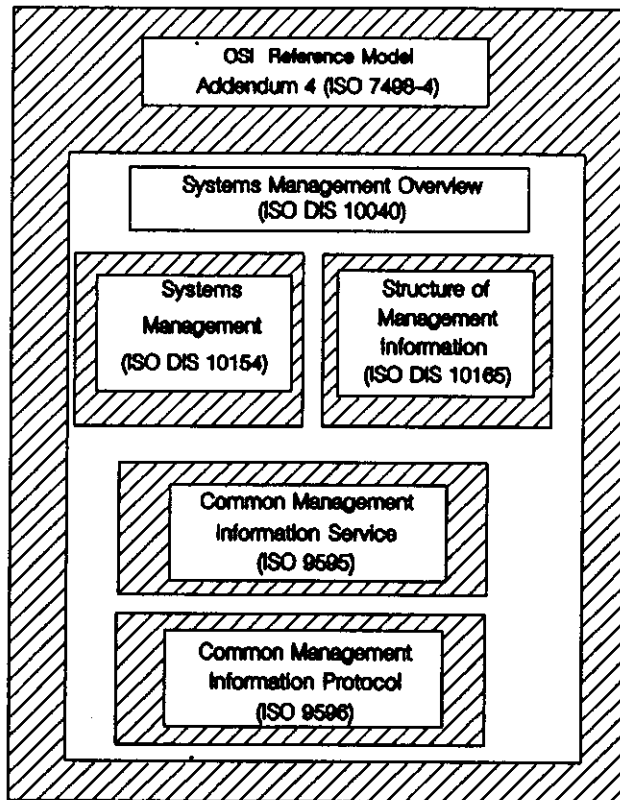 OSI Reference Model
Addendum 4 (ISO 7498-4)
Systems Management Overview
(ISO DIS 10040)
Systems
Management
(ISO DIS 10154)
Structure of
Management
Information
(ISO DIS 10165)
Common Management
Information Service
(ISO 9595)
Common Management
Information Protocol
(ISO 9596)